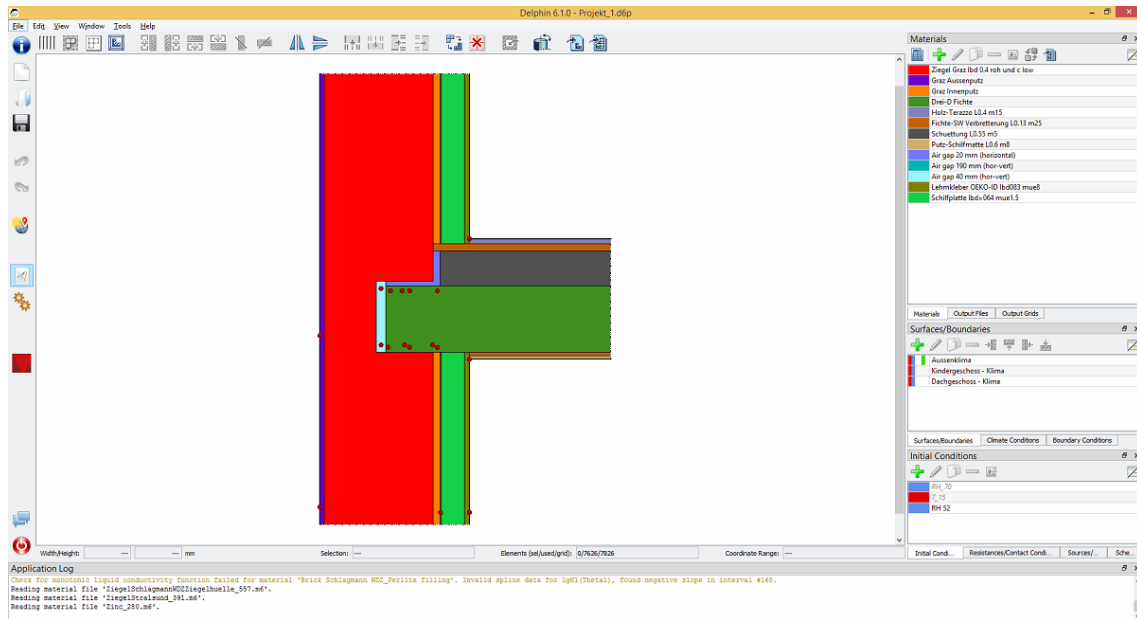 Delphin 6.1.0 - Projekt_1.d6p
File Edit View Window Tools Help
Materials
Ziegel Graz lbd 0.4 roh und c low
Graz Aussenputz
Graz Innenputz
Drei-D Fichte
Holz-Terazzo L0.4 m15
Fichte-SW Verbretterung L0.13 m25
Schuettung L0.55 m5
Putz-Schilfmatte L0.6 m8
Air gap 20 mm (horizontal)
Air gap 190 mm (hor-vert)
Air gap 40 mm (hor-vert)
Lehmkleber OEKO-ID lbd083 mue8
Schilfplatte lbd=064 mue1.5
Materials Output Files Output Grids
Surfaces/Boundaries
Aussenklima
Kindergeschoss - Klima
Dachgeschoss - Klima
Surfaces/Boundaries Climate Conditions Boundary Conditions
Initial Conditions
RH_70
T_15
RH 52
Initial Condi... Resistances/Contact Condi... Sources/... Sche...
Width/Height: --- --- mm Selection: --- Elements (sel/used/grid): 0/7626/7826 Coordinate Range: ---
Application Log
Check for monotonic liquid conductivity function failed for material 'Brick Schlagmann WDZ_Perlite filling'. Invalid spline data for lgKl(Thetal), found negative slope in interval #168.
Reading material file 'ZiegelSchlagmannWDZZiegelhuelle_557.m6'.
Reading material file 'ZiegelStralsund_391.m6'.
Reading material file 'Zinc_280.m6'.